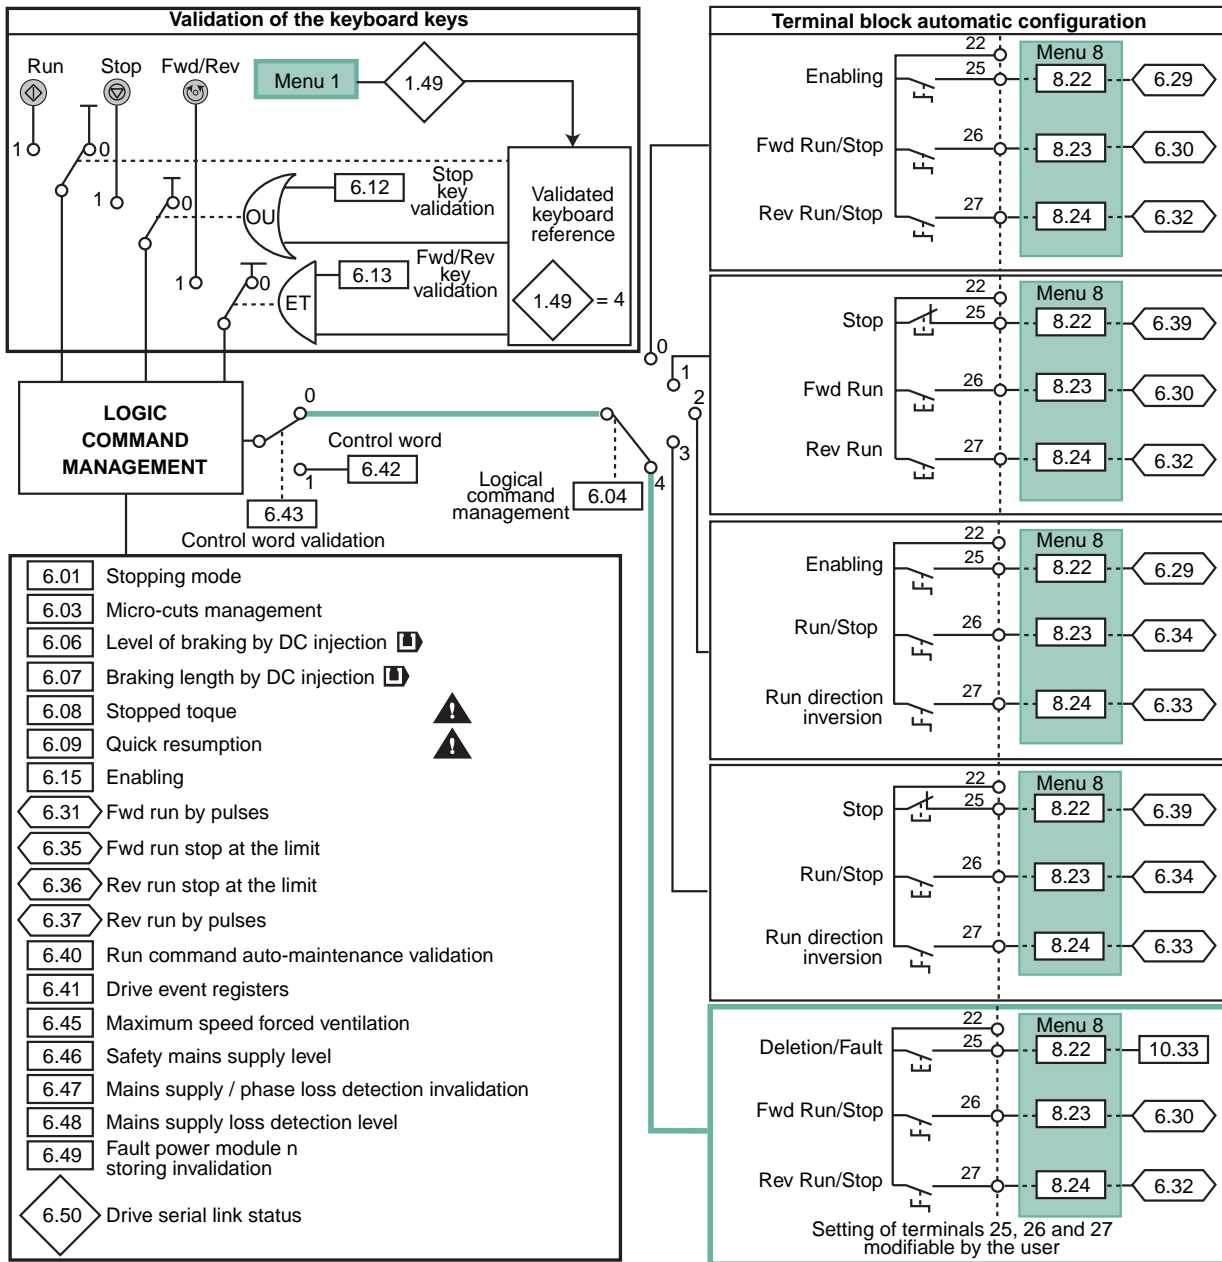 Validation of the keyboard keys
Run Stop Fwd/Rev
Menu 1
1.49
1 0
1 0
1 0
OU
6.12
Stop
key
validation
ET
6.13
Fwd/Rev
key
validation
Validated
keyboard
reference
1.49 = 4
LOGIC
COMMAND
MANAGEMENT
0
1
Control word
6.42
6.43
Control word validation
Logical
command
management
6.04
0
1
2
3
4
6.01 Stopping mode
6.03 Micro-cuts management
6.06 Level of braking by DC injection
6.07 Braking length by DC injection
6.08 Stopped toque
6.09 Quick resumption
6.15 Enabling
6.31 Fwd run by pulses
6.35 Fwd run stop at the limit
6.36 Rev run stop at the limit
6.37 Rev run by pulses
6.40 Run command auto-maintenance validation
6.41 Drive event registers
6.45 Maximum speed forced ventilation
6.46 Safety mains supply level
6.47 Mains supply / phase loss detection invalidation
6.48 Mains supply loss detection level
6.49 Fault power module n
storing invalidation
6.50 Drive serial link status
Terminal block automatic configuration
22 Menu 8
Enabling 25 8.22 6.29
Fwd Run/Stop 26 8.23 6.30
Rev Run/Stop 27 8.24 6.32
22 Menu 8
Stop 25 8.22 6.39
Fwd Run 26 8.23 6.30
Rev Run 27 8.24 6.32
22 Menu 8
Enabling 25 8.22 6.29
Run/Stop 26 8.23 6.34
Run direction
inversion 27 8.24 6.33
22 Menu 8
Stop 25 8.22 6.39
Run/Stop 26 8.23 6.34
Run direction
inversion 27 8.24 6.33
22 Menu 8
Deletion/Fault 25 8.22 10.33
Fwd Run/Stop 26 8.23 6.30
Rev Run/Stop 27 8.24 6.32
Setting of terminals 25, 26 and 27
modifiable by the user